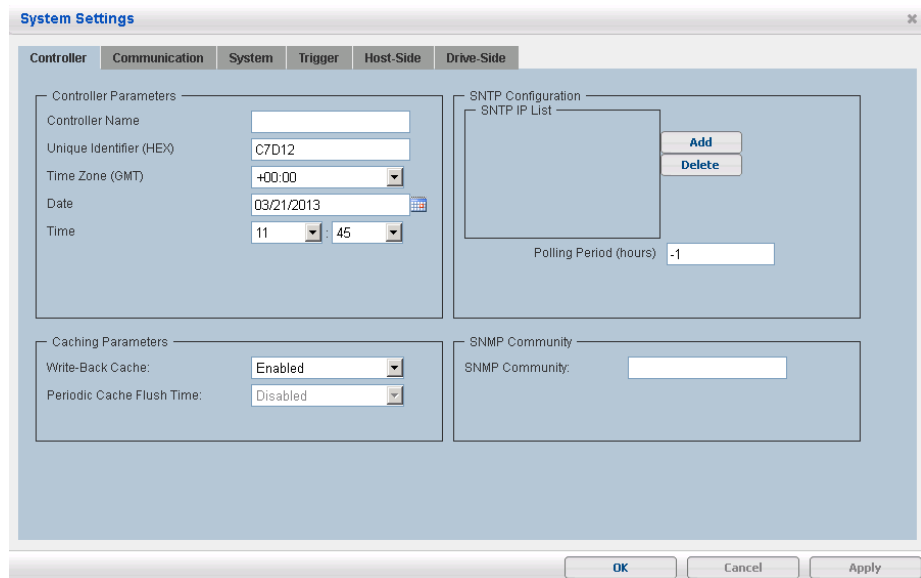 System Settings
Controller Communication System Trigger Host-Side Drive-Side
Controller Parameters
Controller Name
Unique Identifier (HEX) C7D12
Time Zone (GMT) +00:00
Date 03/21/2013
Time 11 : 45
SNTP Configuration
SNTP IP List
Add
Delete
Polling Period (hours) -1
Caching Parameters
Write-Back Cache: Enabled
Periodic Cache Flush Time: Disabled
SNMP Community
SNMP Community:
OK Cancel Apply